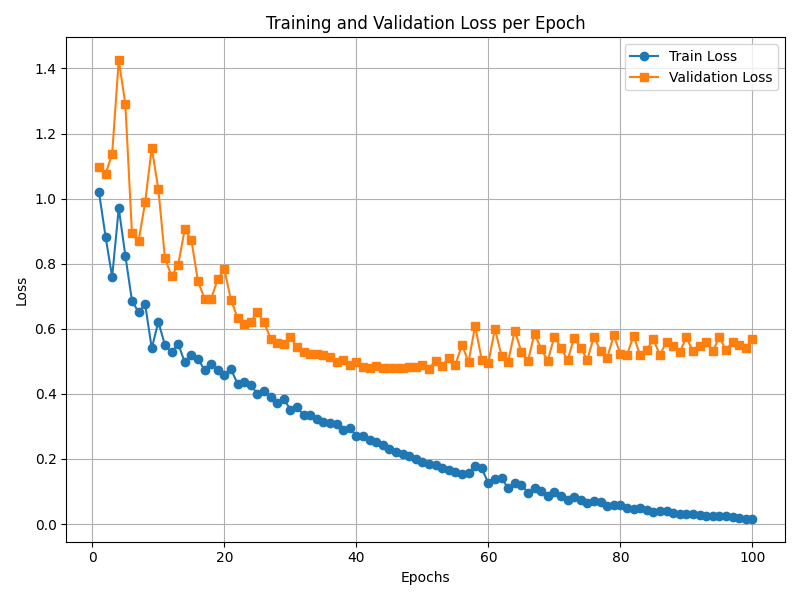 Training and Validation Loss per Epoch
Train Loss
Validation Loss
Loss
1.4
1.2
1.0
0.8
0.6
0.4
0.2
0.0
0 20 40 60 80 100
Epochs